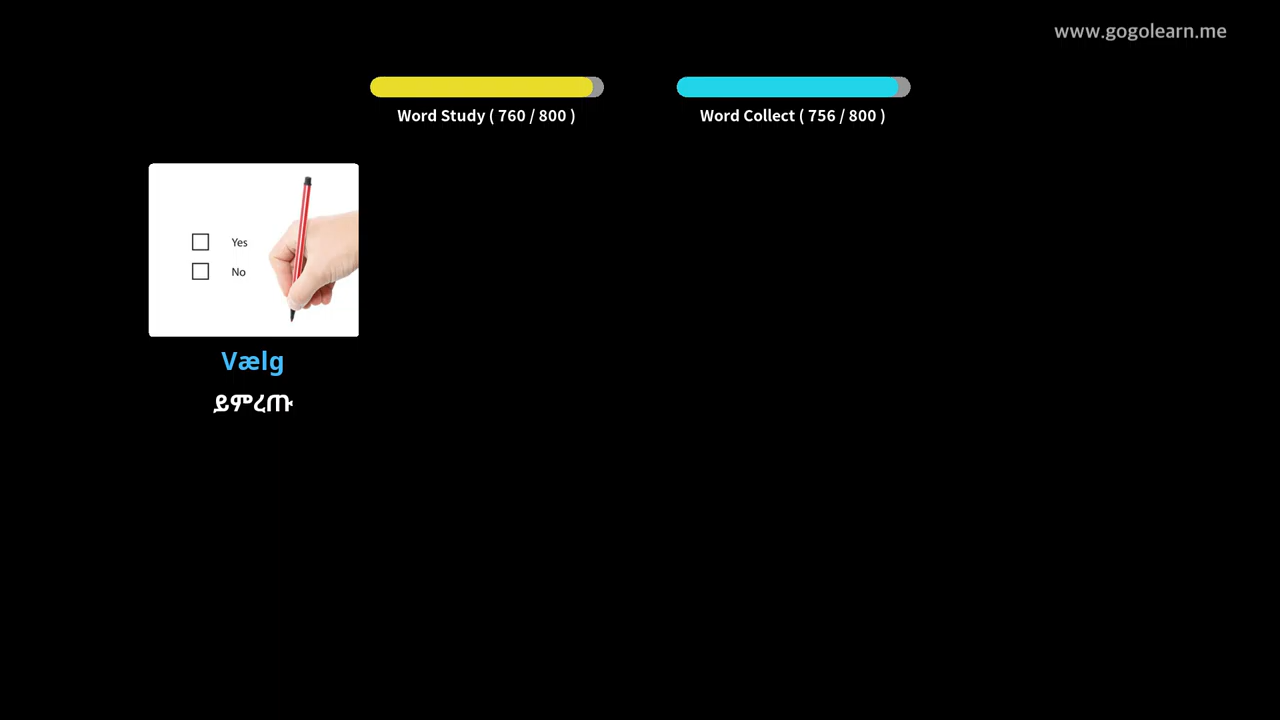 www.gogolearn.me
Word Study ( 760 / 800 )
Word Collect ( 756 / 800 )
Yes
No
Vælg
ይምረጡ